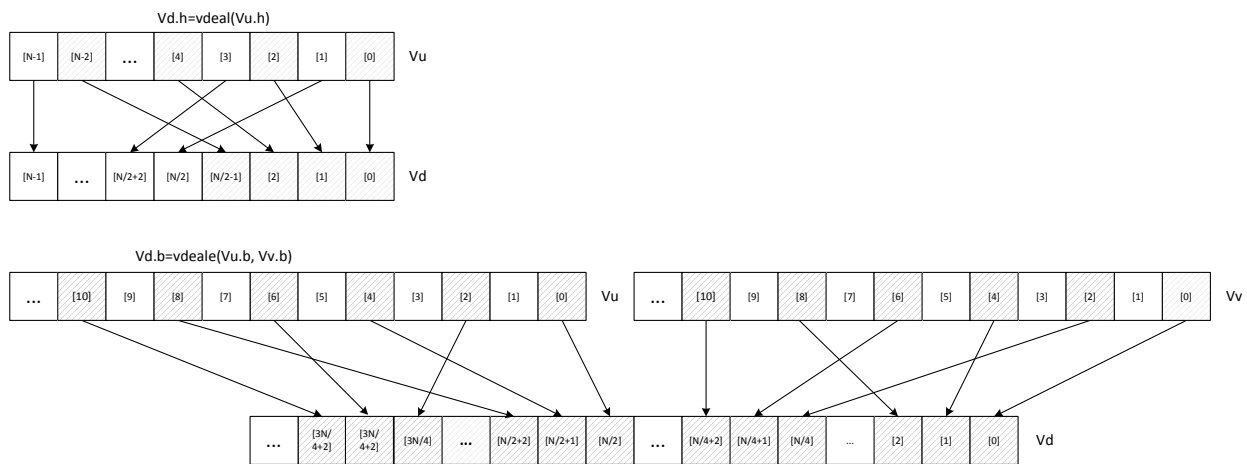 Vd.h=vdeal(Vu.h)
[N-1] [N-2] ... [4] [3] [2] [1] [0] Vu
[N-1] ... [N/2+2] [N/2] [N/2-1] [2] [1] [0] Vd
Vd.b=vdeale(Vu.b, Vv.b)
... [10] [9] [8] [7] [6] [5] [4] [3] [2] [1] [0] Vu ... [10] [9] [8] [7] [6] [5] [4] [3] [2] [1] [0] Vv
... [3N/ [3N/ [3N/4] ... [N/2+2] [N/2+1] [N/2] ... [N/4+2] [N/4+1] [N/4] ... [2] [1] [0] Vd
4+2] 4+2]